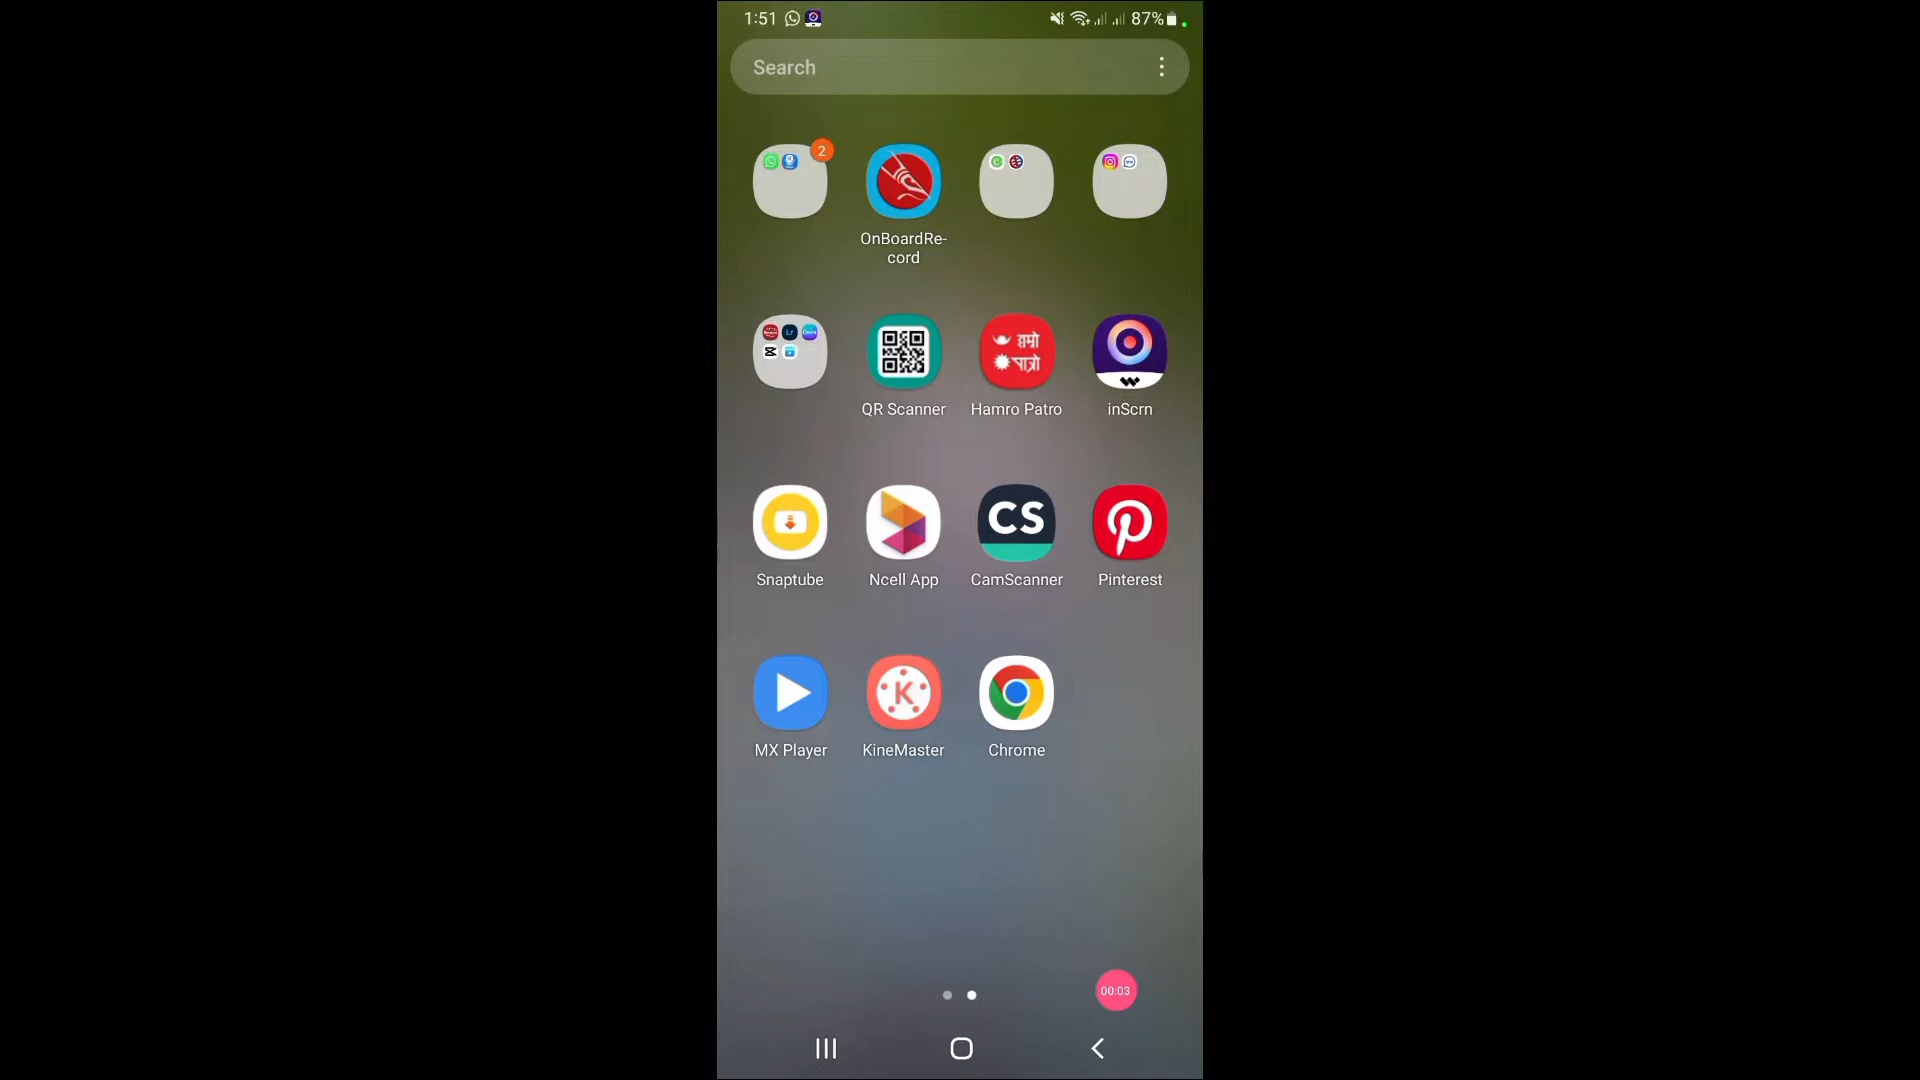 1:51
87%
Search
2
OnBoardRe-
cord
Lr
हाम्रो
पात्रो
QR Scanner
Hamro Patro
inScrn
CS
Snaptube
Ncell App
CamScanner
Pinterest
K
MX Player
KineMaster
Chrome
00:03